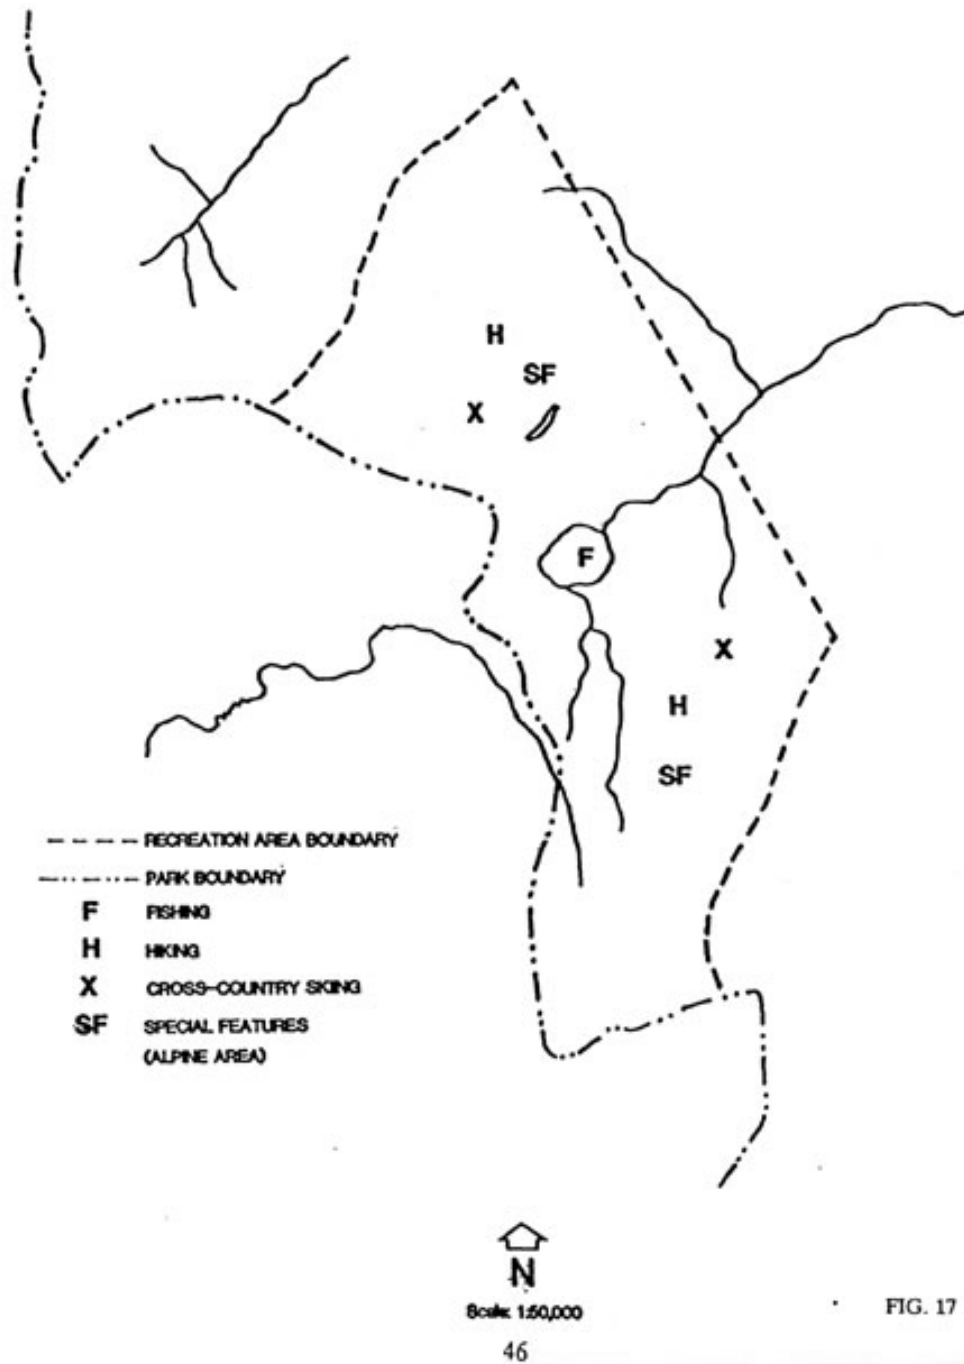 H
SF
X
F
X
H
SF
RECREATION AREA BOUNDARY
PARK BOUNDARY
F FISHING
H HIKING
X CROSS-COUNTRY SKIING
SF SPECIAL FEATURES
(ALPINE AREA)
N
Scale: 1:50,000
FIG. 17
46